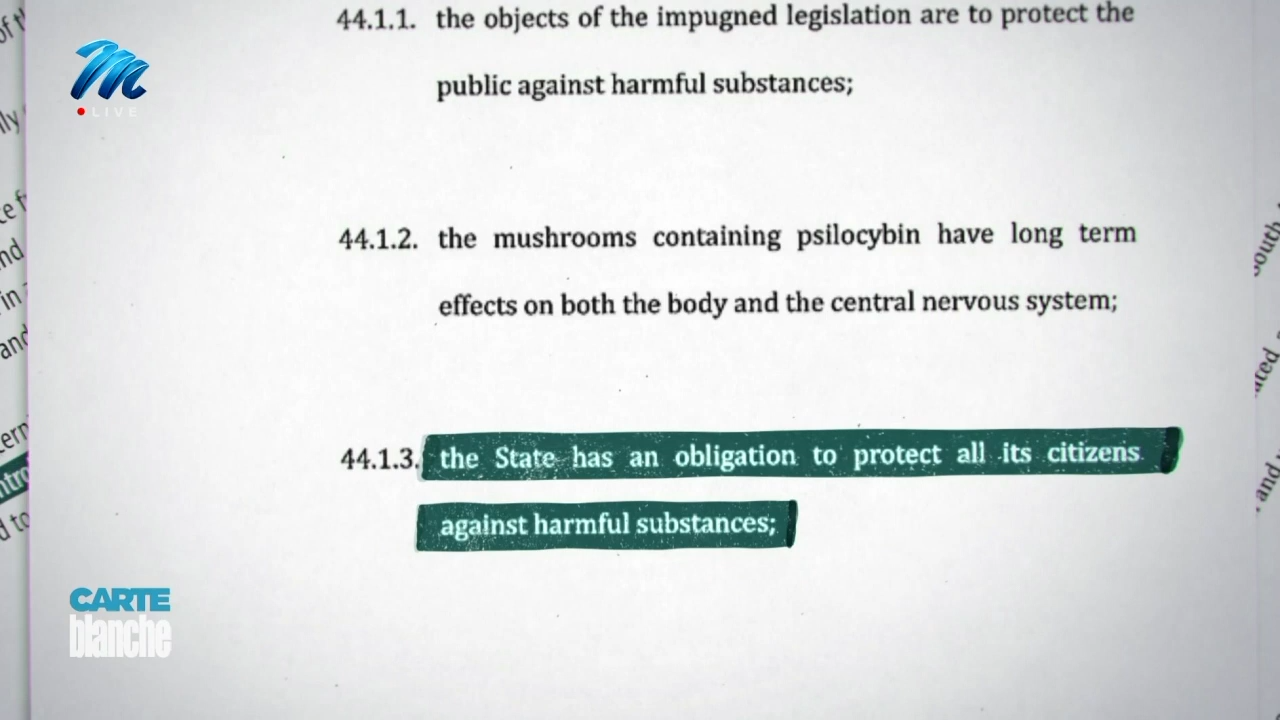 44.1.1. the objects of the impugned legislation are to protect the
public against harmful substances;
LIVE
44.1.2. the mushrooms containing psilocybin have long term
effects on both the body and the central nervous system;
44.1.3. the State has an obligation to protect all its citizens
against harmful substances;
CARTE
blanche